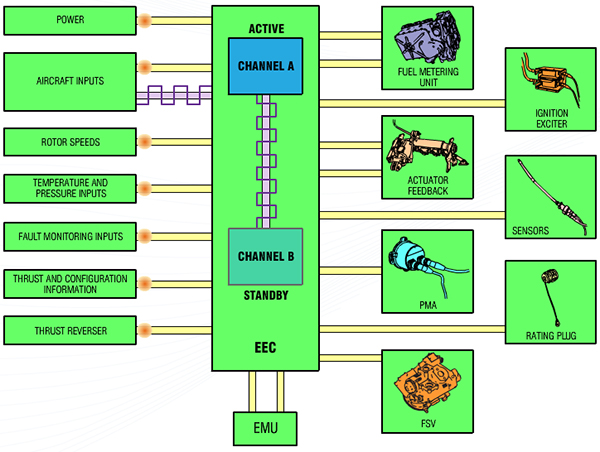 POWER
AIRCRAFT INPUTS
ROTOR SPEEDS
TEMPERATURE AND
PRESSURE INPUTS
FAULT MONITORING INPUTS
THRUST AND CONFIGURATION
INFORMATION
THRUST REVERSER
ACTIVE
CHANNEL A
CHANNEL B
STANDBY
EEC
EMU
FUEL METERING
UNIT
IGNITION
EXCITER
ACTUATOR
FEEDBACK
SENSORS
PMA
RATING PLUG
FSV